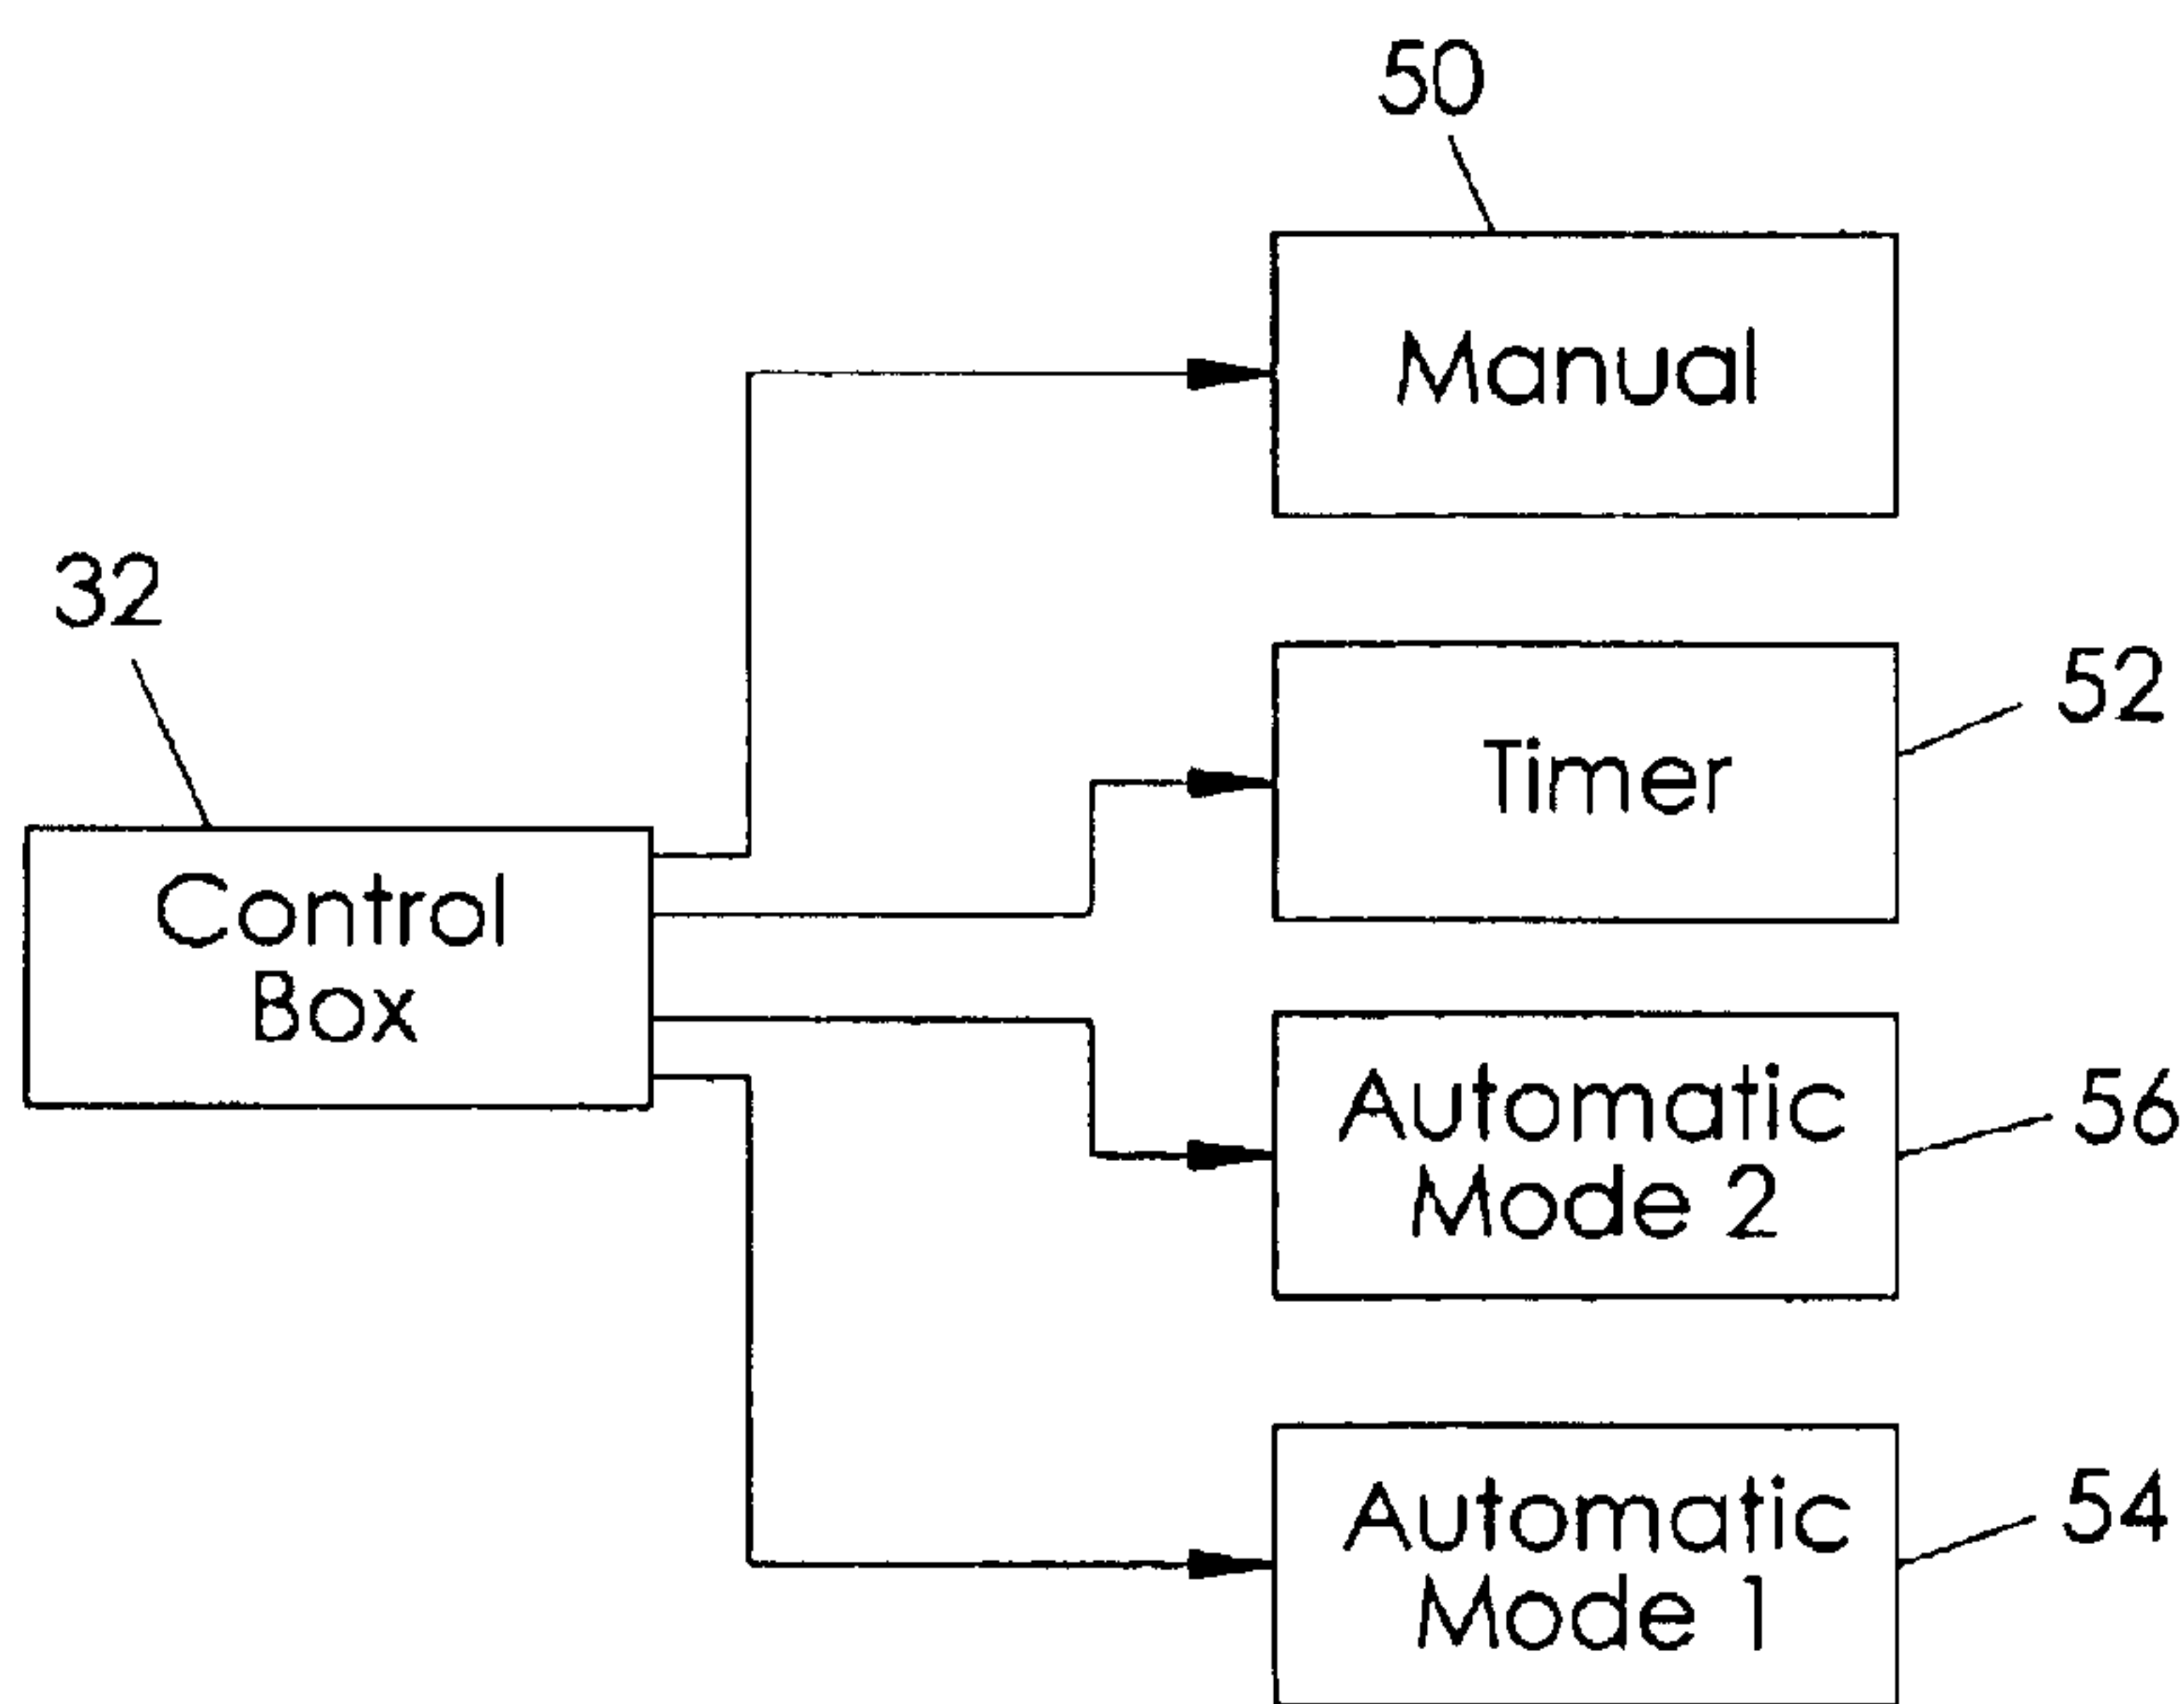 50
Manual
32
52
Timer
Control
Box
56
Automatic
Mode 2
54
Automatic
Mode 1